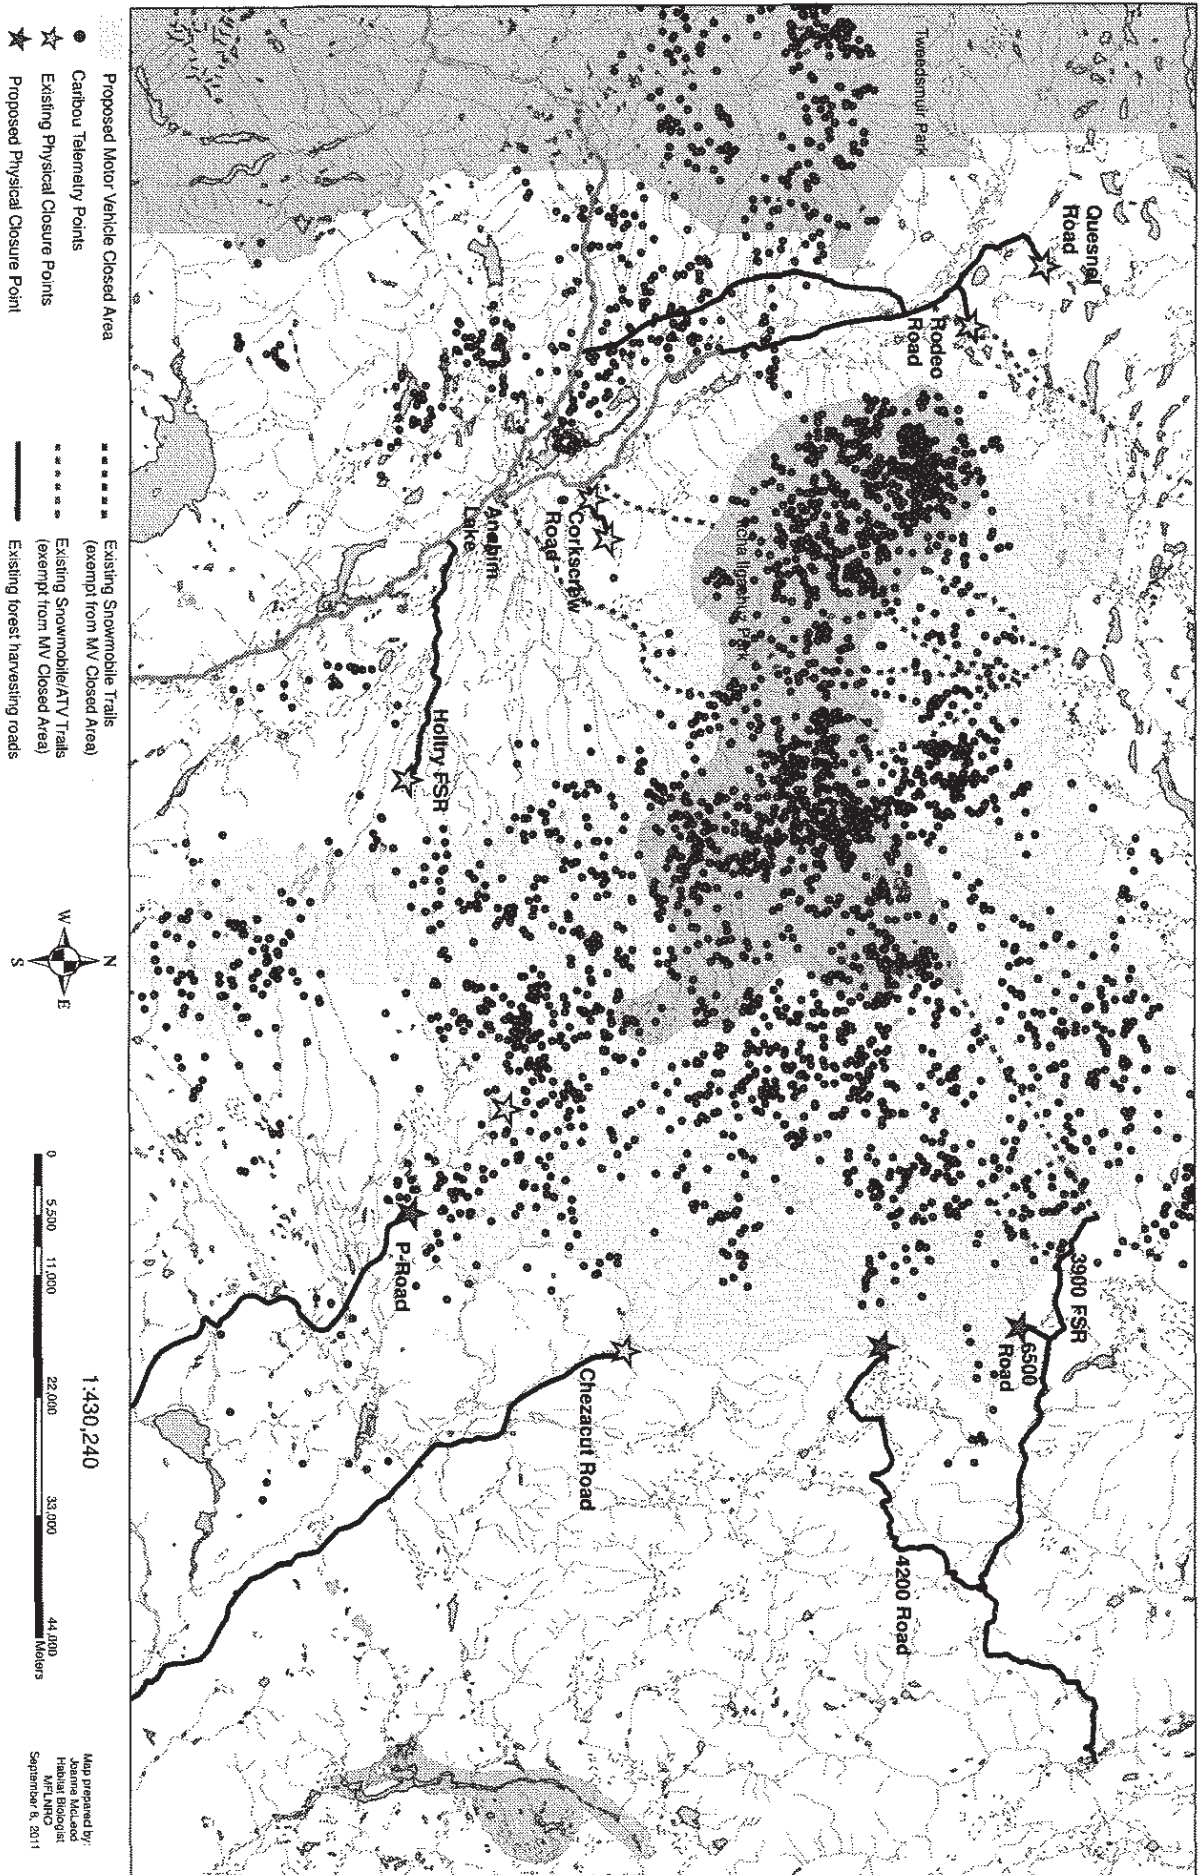 Tweedsmuir Park
Quesnel
Road
Rodeo
Road
Itcha Ilgachuz Park
Corkscrew
Road
Anahim
Lake
Holtry FSR
P-Road
Chezacut Road
3900 FSR
6500
Road
4200 Road
Proposed Motor Vehicle Closed Area
Caribou Telemetry Points
Existing Physical Closure Points
Proposed Physical Closure Point
Existing Snowmobile Trails
(exempt from MV Closed Area)
Existing Snowmobile/ATV Trails
(exempt from MV Closed Area)
Existing forest harvesting roads
N
W
E
S
1:430,240
0 5,500 11,000 22,000 33,000 44,000
Meters
Map prepared by:
Joanne McLeod
Habitat Biologist
MFLNRO
September 6, 2011